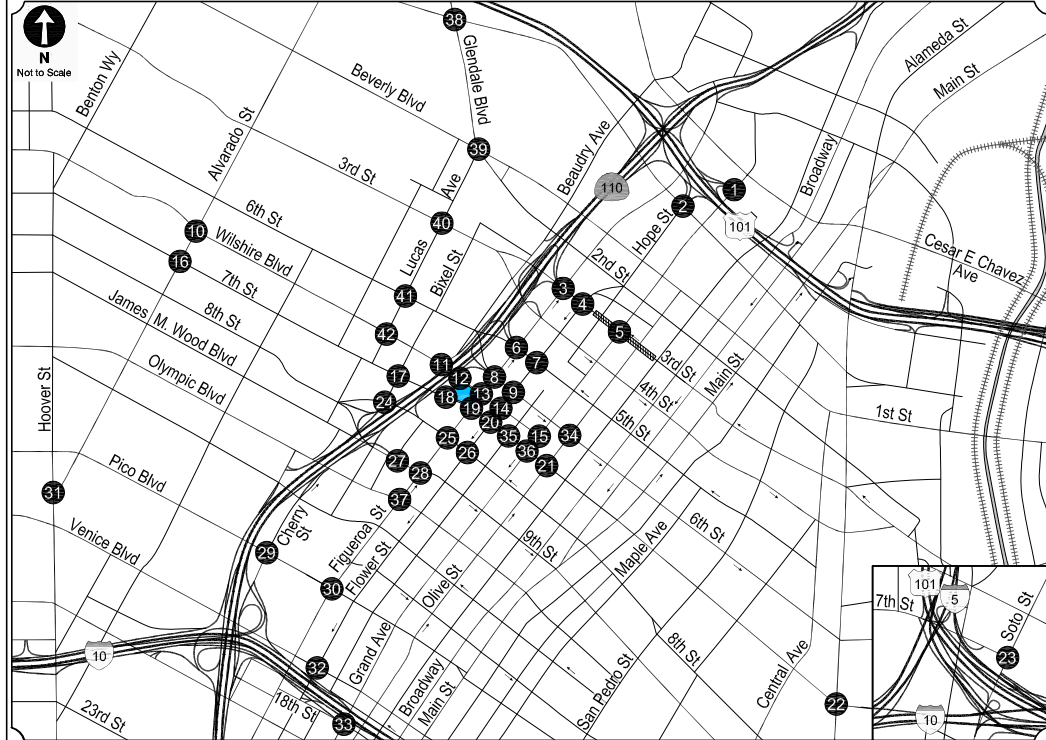 38
N
Not to Scale
Glendale Blvd
Alameda St
Main St
Benton Wy
Beverly Blvd
Alvarado St
Beaudry Ave
Broadway
39
3rd St
110
1
2
Ave
6th St
10
40
Hope St
101
Wilshire Blvd
Lucas
Bixel St
2nd St
Cesar E Chavez
Ave
16
7th St
3
41
4
8th St
James M. Wood Blvd
42
5
6
7
3rd St
Main St
11
17
12
8
4th St
Olympic Blvd
Hoover St
24
18
13
9
19
14
1st St
20
5th St
25
35
15
34
26
36
27
28
21
Pico Blvd
31
37
Cherry
St
Figueroa St
Flower St
6th St
Venice Blvd
9th St
Maple Ave
29
30
Olive St
101
5
7th St
Soto St
8th St
10
Grand Ave
23
32
Broadway
Main St
San Pedro St
Central Ave
18th St
23rd St
33
22
10